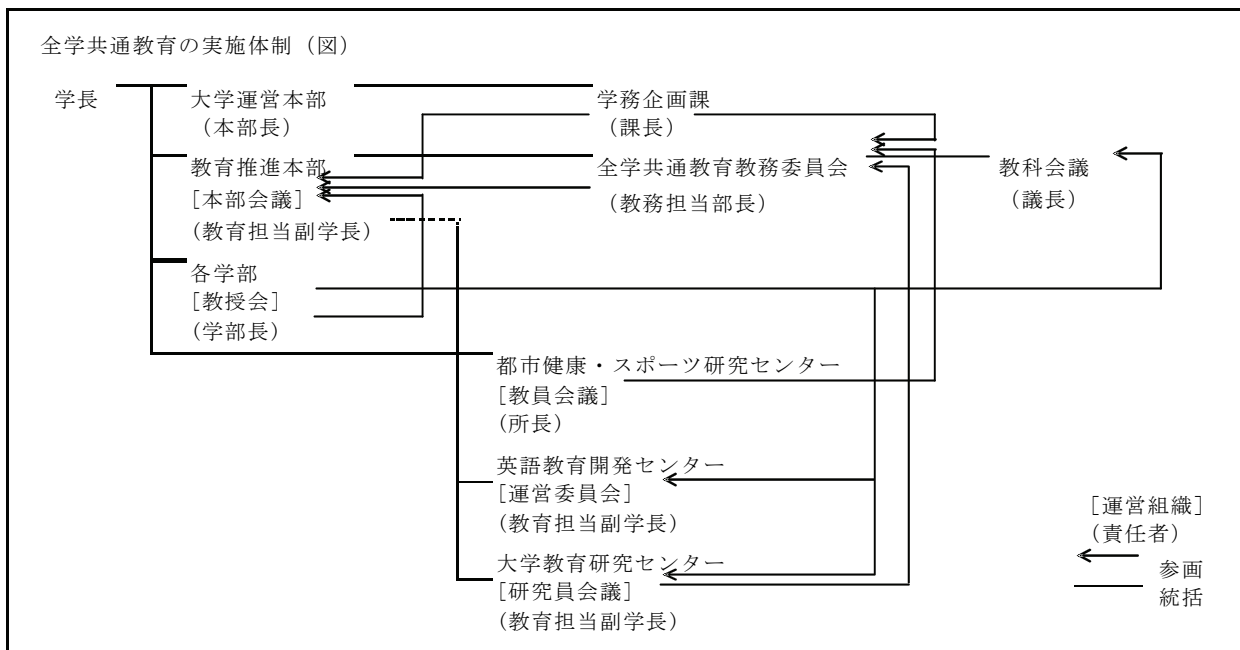 全学共通教育の実施体制（図）
学長
大学運営本部
（本部長）
学務企画課
（課長）
教育推進本部
［本部会議］
（教育担当副学長）
全学共通教育教務委員会
（教務担当部長）
教科会議
（議長）
各学部
［教授会］
（学部長）
都市健康・スポーツ研究センター
［教員会議］
（所長）
英語教育開発センター
［運営委員会］
（教育担当副学長）
大学教育研究センター
［研究員会議］
（教育担当副学長）
［運営組織］
（責任者）
参画
統括